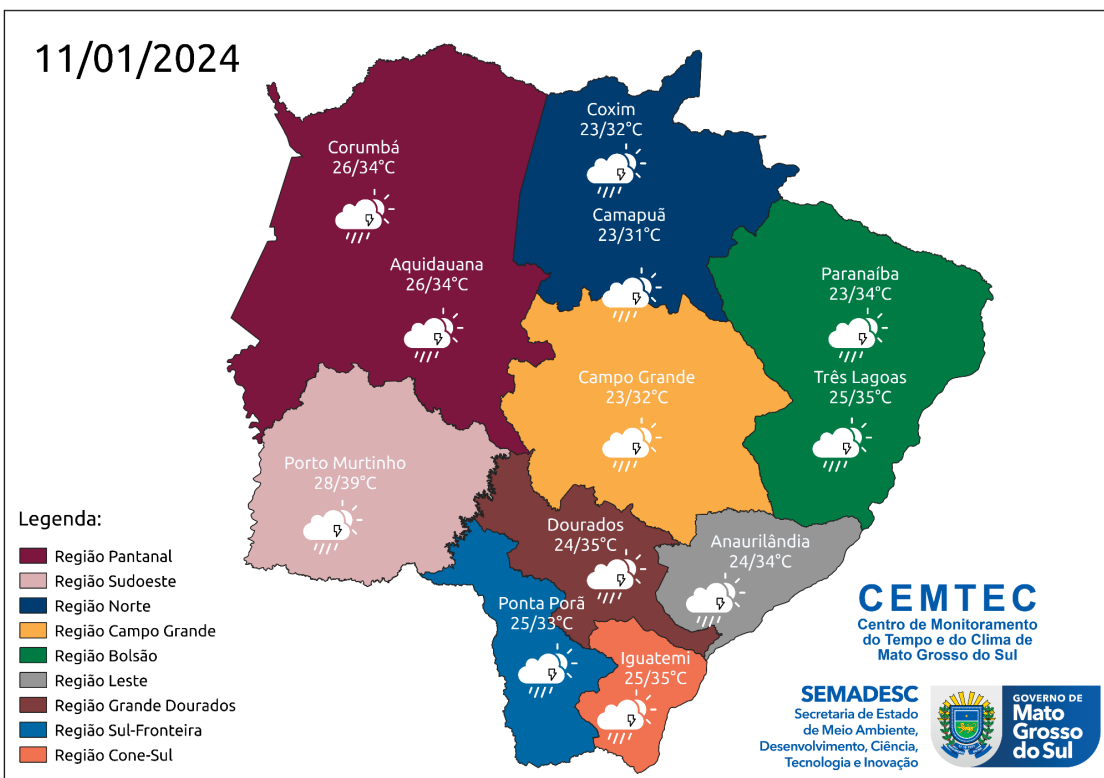 11/01/2024
Coxim
23/32°C
Corumbá
26/34°C
Camapuã
23/31°C
Aquidauana
26/34°C
Paranaíba
23/34°C
Campo Grande
23/32°C
Três Lagoas
25/35°C
Porto Murtinho
28/39°C
Dourados
24/35°C
Anaurilândia
24/34°C
Ponta Porã
25/33°C
Iguatemi
25/35°C
Legenda:
Região Pantanal
Região Sudoeste
Região Norte
Região Campo Grande
Região Bolsão
Região Leste
Região Grande Dourados
Região Sul-Fronteira
Região Cone-Sul
CEMTEC
Centro de Monitoramento
do Tempo e do Clima de
Mato Grosso do Sul
SEMADESC
Secretaria de Estado
de Meio Ambiente,
Desenvolvimento, Ciência,
Tecnologia e Inovação
GOVERNO DE
Mato
Grosso
do Sul